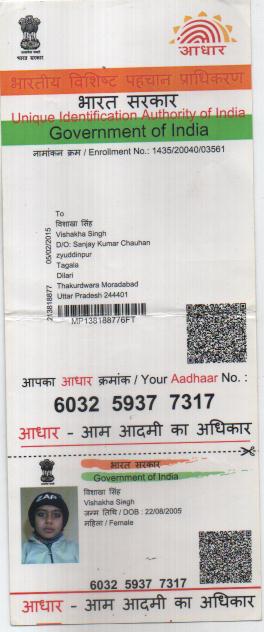 भारत सरकार
आधार
भारतीय विशिष्ट पहचान प्राधिकरण
भारत सरकार
Unique Identification Authority of India
Government of India
नामांकन क्रम / Enrollment No.: 1435/20040/03561
To
विशाखा सिंह
Vishakha Singh
D/O: Sanjay Kumar Chauhan
zyuddinpur
Tagala
Dilari
Thakurdwara Moradabad
Uttar Pradesh 244401
05/02/2015
213818877
MP138188776FT
आपका आधार क्रमांक / Your Aadhaar No. :
6032 5937 7317
आधार - आम आदमी का अधिकार
भारत सरकार
Government of India
विशाखा सिंह
Vishakha Singh
जन्म तिथि / DOB : 22/08/2005
महिला / Female
6032 5937 7317
आधार - आम आदमी का अधिकार